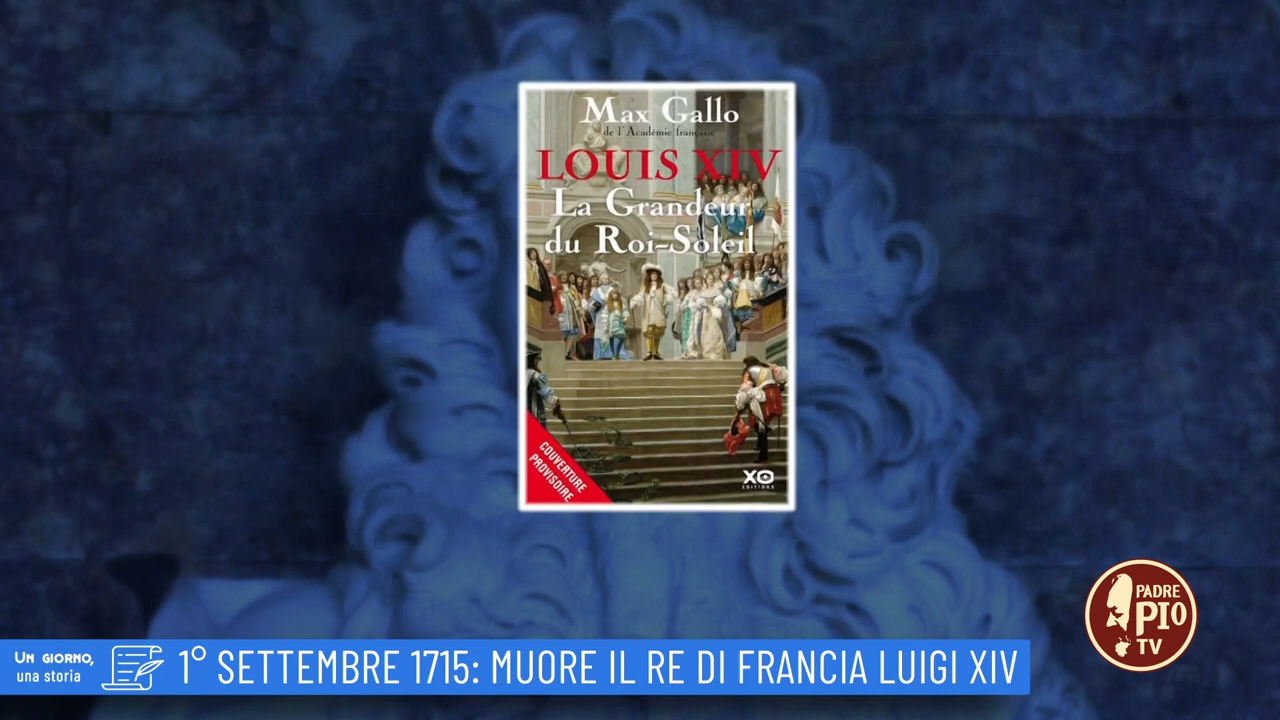 Max Gallo
de l'Académie française
LOUIS XIV
La Grandeur
du Roi-Soleil
COUVERTURE
PROVISOIRE
XO
EDITIONS
PADRE
PIO
TV
Un giorno,
una storia
1° SETTEMBRE 1715: MUORE IL RE DI FRANCIA LUIGI XIV